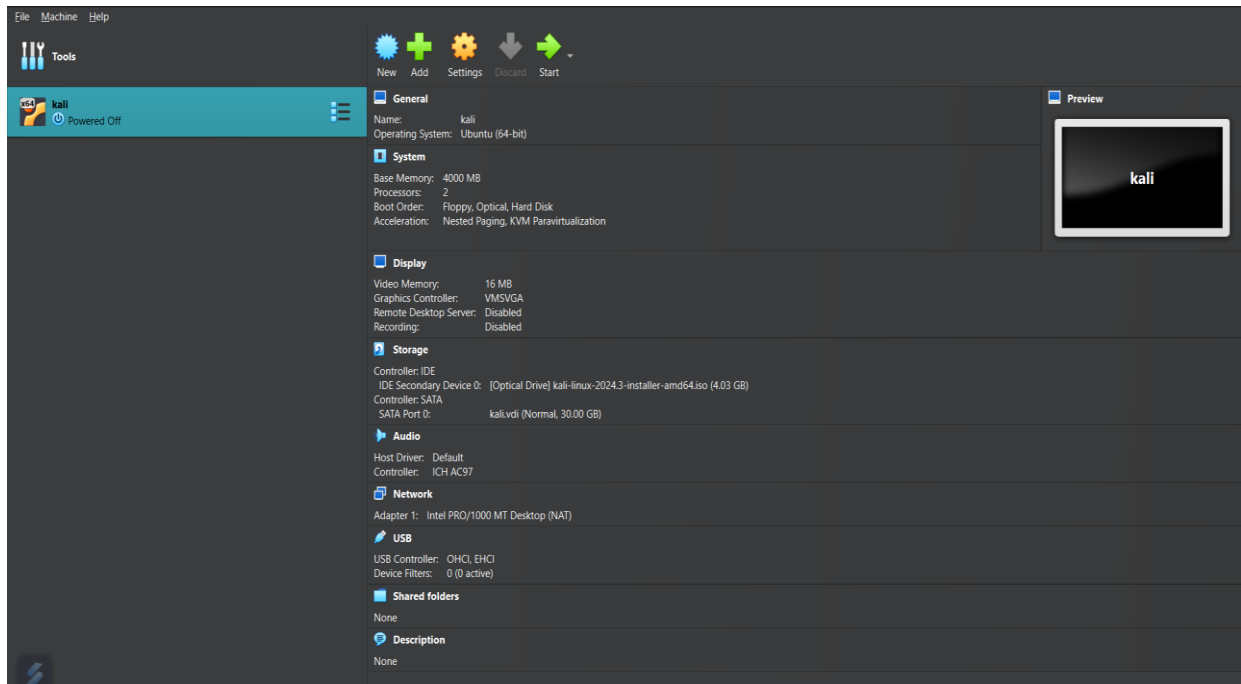 File Machine Help
Tools
New Add Settings Discard Start
x64
kali
Powered Off
General
Name: kali
Operating System: Ubuntu (64-bit)
System
Base Memory: 4000 MB
Processors: 2
Boot Order: Floppy, Optical, Hard Disk
Acceleration: Nested Paging, KVM Paravirtualization
Display
Video Memory: 16 MB
Graphics Controller: VMSVGA
Remote Desktop Server: Disabled
Recording: Disabled
Storage
Controller: IDE
IDE Secondary Device 0: [Optical Drive] kali-linux-2024.3-installer-amd64.iso (4.03 GB)
Controller: SATA
SATA Port 0: kali.vdi (Normal, 30.00 GB)
Audio
Host Driver: Default
Controller: ICH AC97
Network
Adapter 1: Intel PRO/1000 MT Desktop (NAT)
USB
USB Controller: OHCI, EHCI
Device Filters: 0 (0 active)
Shared folders
None
Description
None
Preview
kali